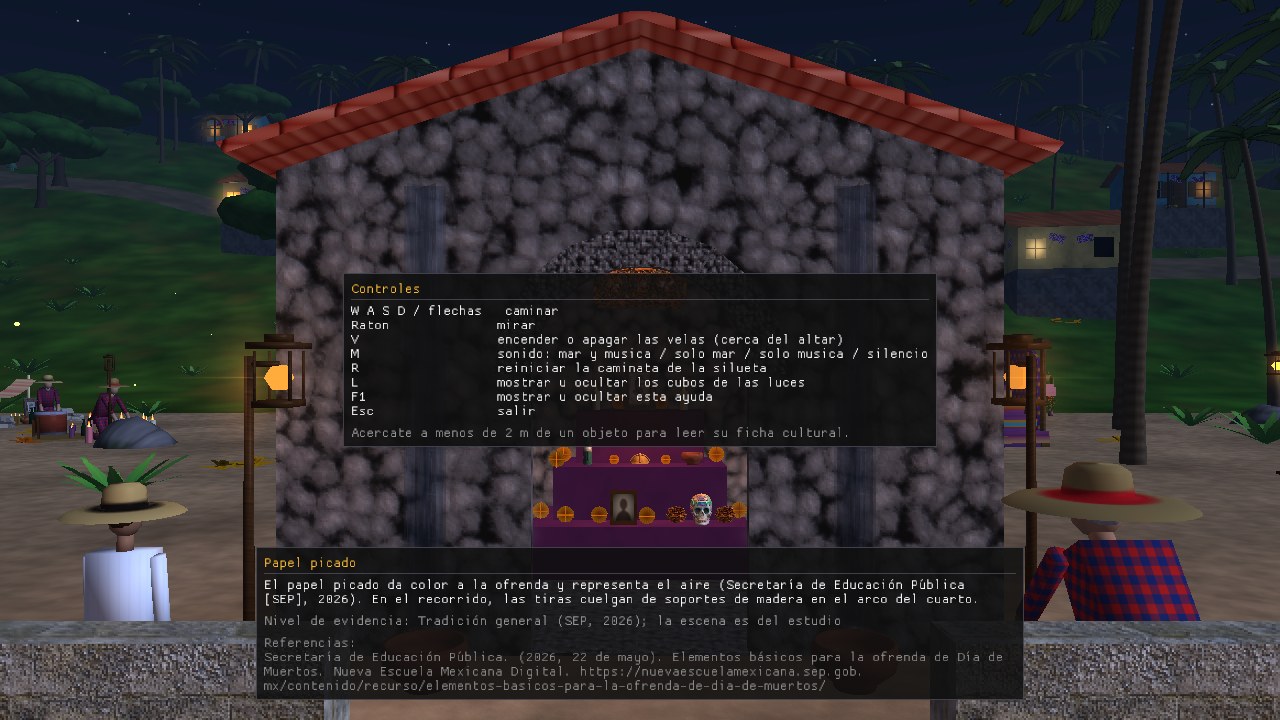 Controles
W A S D / flechas caminar
Raton mirar
V encender o apagar las velas (cerca del altar)
M sonido: mar y musica / solo mar / solo musica / silencio
R reiniciar la caminata de la silueta
L mostrar u ocultar los cubos de las luces
F1 mostrar u ocultar esta ayuda
Esc salir
Acercate a menos de 2 m de un objeto para leer su ficha cultural.
Papel picado
El papel picado da color a la ofrenda y representa el aire (Secretaría de Educación Pública
[SEP], 2026). En el recorrido, las tiras cuelgan de soportes de madera en el arco del cuarto.
Nivel de evidencia: Tradición general (SEP, 2026); la escena es del estudio
Referencias:
Secretaría de Educación Pública. (2026, 22 de mayo). Elementos básicos para la ofrenda de Día de
Muertos. Nueva Escuela Mexicana Digital. https://nuevaescuelamexicana.sep.gob.
mx/contenido/recurso/elementos-basicos-para-la-ofrenda-de-dia-de-muertos/